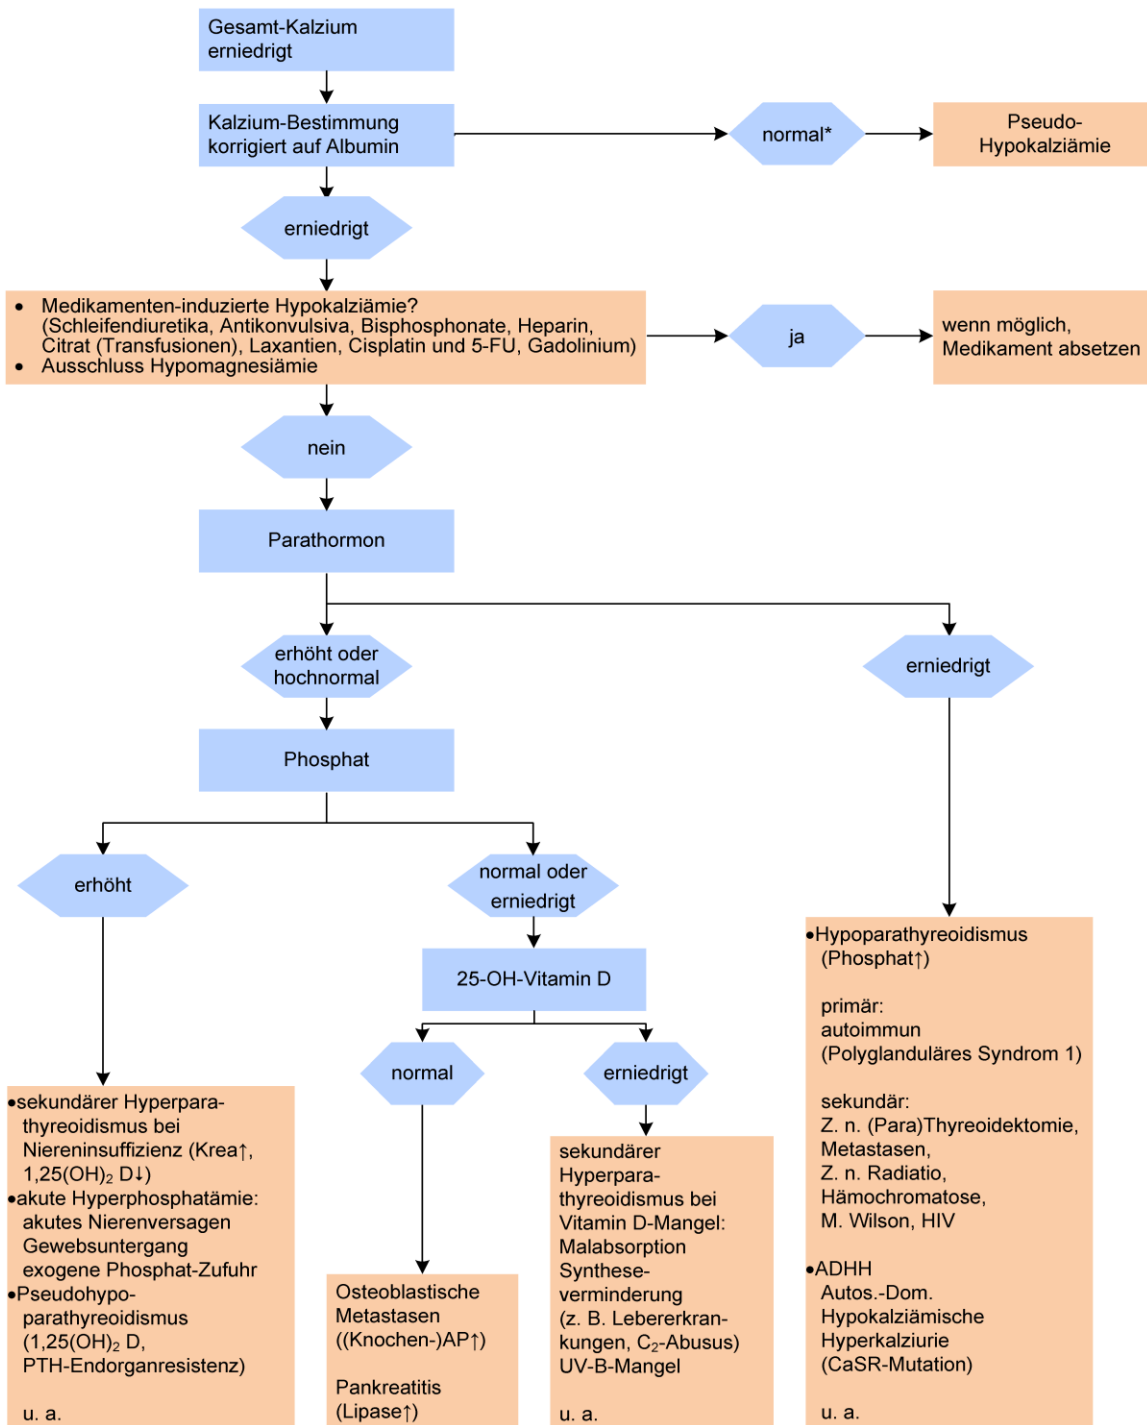 Gesamt-Kalzium
erniedrigt
Kalzium-Bestimmung
korrigiert auf Albumin
normal*
Pseudo-
Hypokalziämie
erniedrigt
• Medikamenten-induzierte Hypokalziämie?
(Schleifendiuretika, Antikonvulsiva, Bisphosphonate, Heparin,
Citrat (Transfusionen), Laxantien, Cisplatin und 5-FU, Gadolinium)
• Ausschluss Hypomagnesiämie
ja
wenn möglich,
Medikament absetzen
nein
Parathormon
erhöht oder
hochnormal
erniedrigt
Phosphat
erhöht
normal oder
erniedrigt
25-OH-Vitamin D
normal
erniedrigt
•sekundärer Hyperpara-
thyreoidismus bei
Niereninsuffizienz (Krea↑,
1,25(OH)₂ D↓)
•akute Hyperphosphatämie:
akutes Nierenversagen
Gewebsuntergang
exogene Phosphat-Zufuhr
•Pseudohypo-
parathyreoidismus
(1,25(OH)₂ D,
PTH-Endorganresistenz)
u. a.
Osteoblastische
Metastasen
((Knochen-)AP↑)
Pankreatitis
(Lipase↑)
sekundärer
Hyperpara-
thyreoidismus bei
Vitamin D-Mangel:
Malabsorption
Synthese-
verminderung
(z. B. Lebererkran-
kungen, C₂-Abusus)
UV-B-Mangel
u. a.
•Hypoparathyreoidismus
(Phosphat↑)
primär:
autoimmun
(Polyglanduläres Syndrom 1)
sekundär:
Z. n. (Para)Thyreoidektomie,
Metastasen,
Z. n. Radiatio,
Hämochromatose,
M. Wilson, HIV
•ADHH
Autos.-Dom.
Hypokalziämische
Hyperkalziurie
(CaSR-Mutation)
u. a.